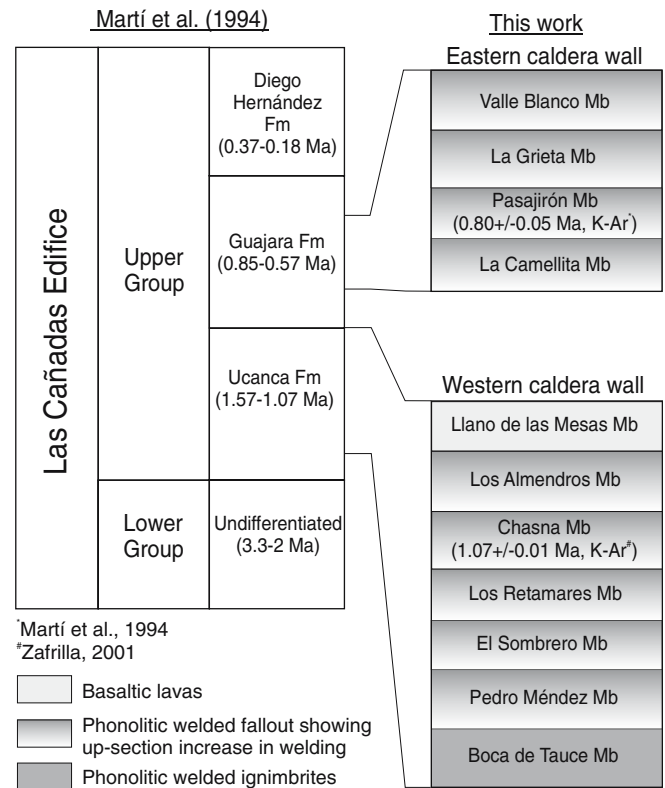 Martí et al. (1994)
Las Cañadas Edifice
Upper
Group
Lower
Group
Diego
Hernández
Fm
(0.37-0.18 Ma)
Guajara Fm
(0.85-0.57 Ma)
Ucanca Fm
(1.57-1.07 Ma)
Undifferentiated
(3.3-2 Ma)
This work
Eastern caldera wall
Valle Blanco Mb
La Grieta Mb
Pasajirón Mb
(0.80+/-0.05 Ma, K-Ar*)
La Camellita Mb
Western caldera wall
Llano de las Mesas Mb
Los Almendros Mb
Chasna Mb
(1.07+/-0.01 Ma, K-Ar#)
Los Retamares Mb
El Sombrero Mb
Pedro Méndez Mb
Boca de Tauce Mb
*Martí et al., 1994
#Zafrilla, 2001
Basaltic lavas
Phonolitic welded fallout showing
up-section increase in welding
Phonolitic welded ignimbrites